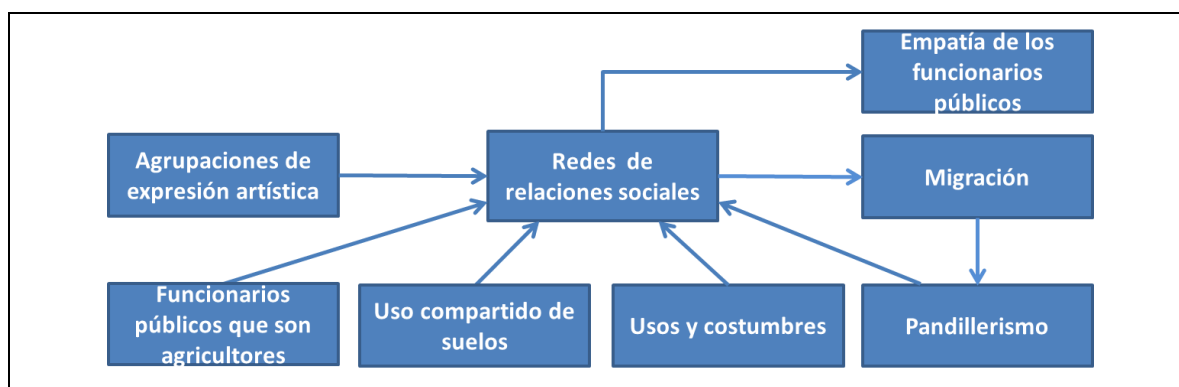 Empatía de los
funcionarios
públicos
Agrupaciones de
expresión artística
Redes de
relaciones sociales
Migración
Funcionarios
públicos que son
agricultores
Uso compartido de
suelos
Usos y costumbres
Pandillerismo